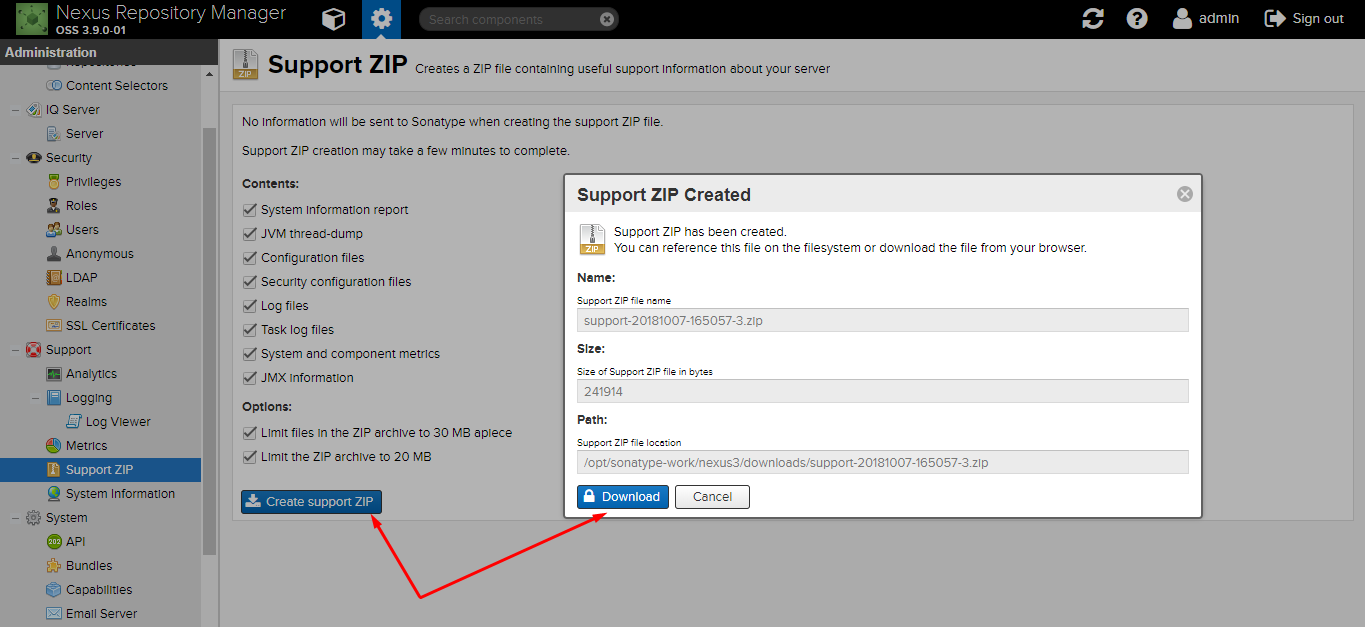 Nexus Repository Manager
OSS 3.9.0-01
Search components
admin
Sign out
Administration
Repositories
Content Selectors
IQ Server
Server
Security
Privileges
Roles
Users
Anonymous
LDAP
Realms
SSL Certificates
Support
Analytics
Logging
Log Viewer
Metrics
Support ZIP
System Information
System
API
Bundles
Capabilities
Email Server
ZIP
Support ZIP Creates a ZIP file containing useful support information about your server
No information will be sent to Sonatype when creating the support ZIP file.
Support ZIP creation may take a few minutes to complete.
Contents:
System information report
JVM thread-dump
Configuration files
Security configuration files
Log files
Task log files
System and component metrics
JMX information
Options:
Limit files in the ZIP archive to 30 MB apiece
Limit the ZIP archive to 20 MB
Create support ZIP
Support ZIP Created
ZIP
Support ZIP has been created.
You can reference this file on the filesystem or download the file from your browser.
Name:
Support ZIP file name
support-20181007-165057-3.zip
Size:
Size of Support ZIP file in bytes
241914
Path:
Support ZIP file location
/opt/sonatype-work/nexus3/downloads/support-20181007-165057-3.zip
Download
Cancel